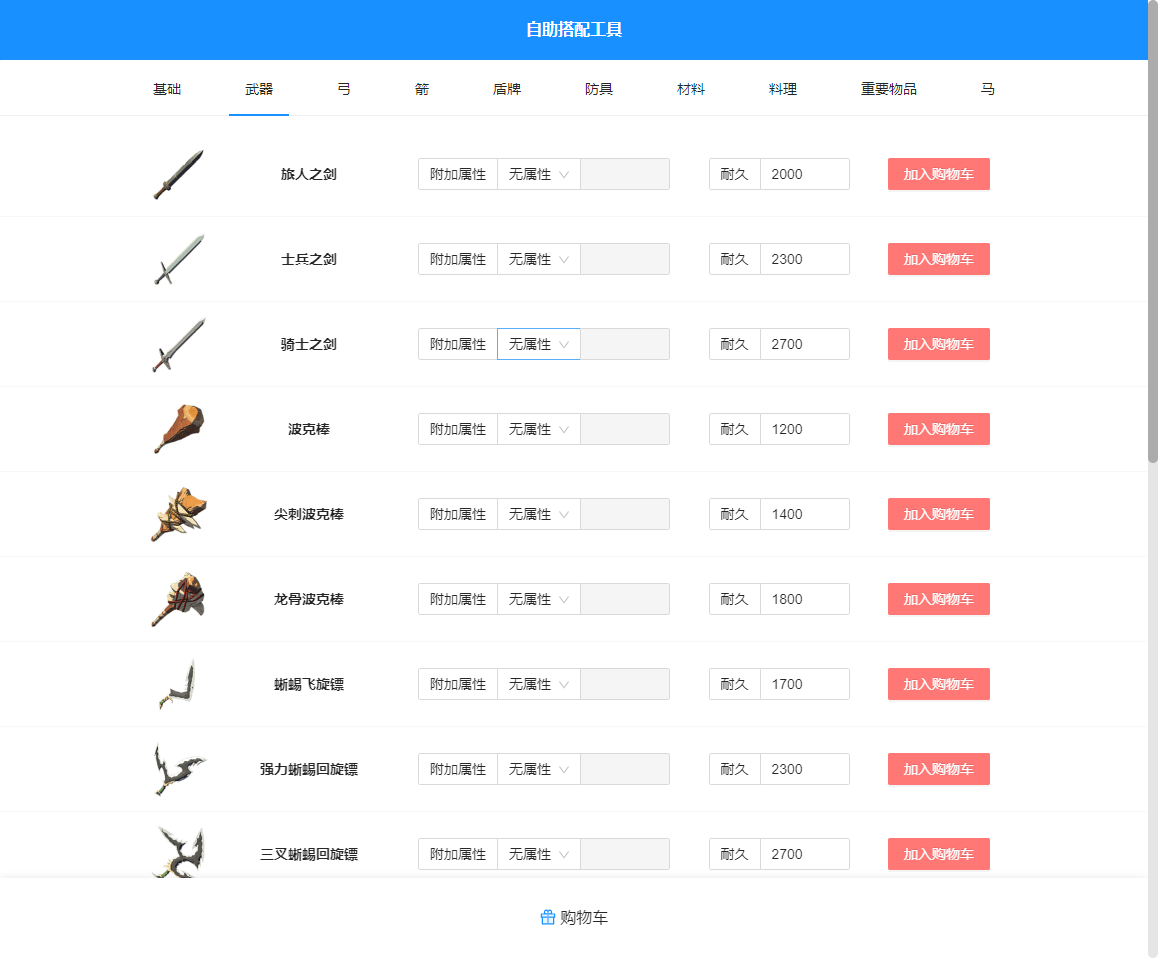 自助搭配工具
基础 武器 弓 箭 盾牌 防具 材料 料理 重要物品 马
旅人之剑 附加属性 无属性 耐久 2000 加入购物车
士兵之剑 附加属性 无属性 耐久 2300 加入购物车
骑士之剑 附加属性 无属性 耐久 2700 加入购物车
波克棒 附加属性 无属性 耐久 1200 加入购物车
尖刺波克棒 附加属性 无属性 耐久 1400 加入购物车
龙骨波克棒 附加属性 无属性 耐久 1800 加入购物车
蜥蜴飞旋镖 附加属性 无属性 耐久 1700 加入购物车
强力蜥蜴回旋镖 附加属性 无属性 耐久 2300 加入购物车
三叉蜥蜴回旋镖 附加属性 无属性 耐久 2700 加入购物车
购物车